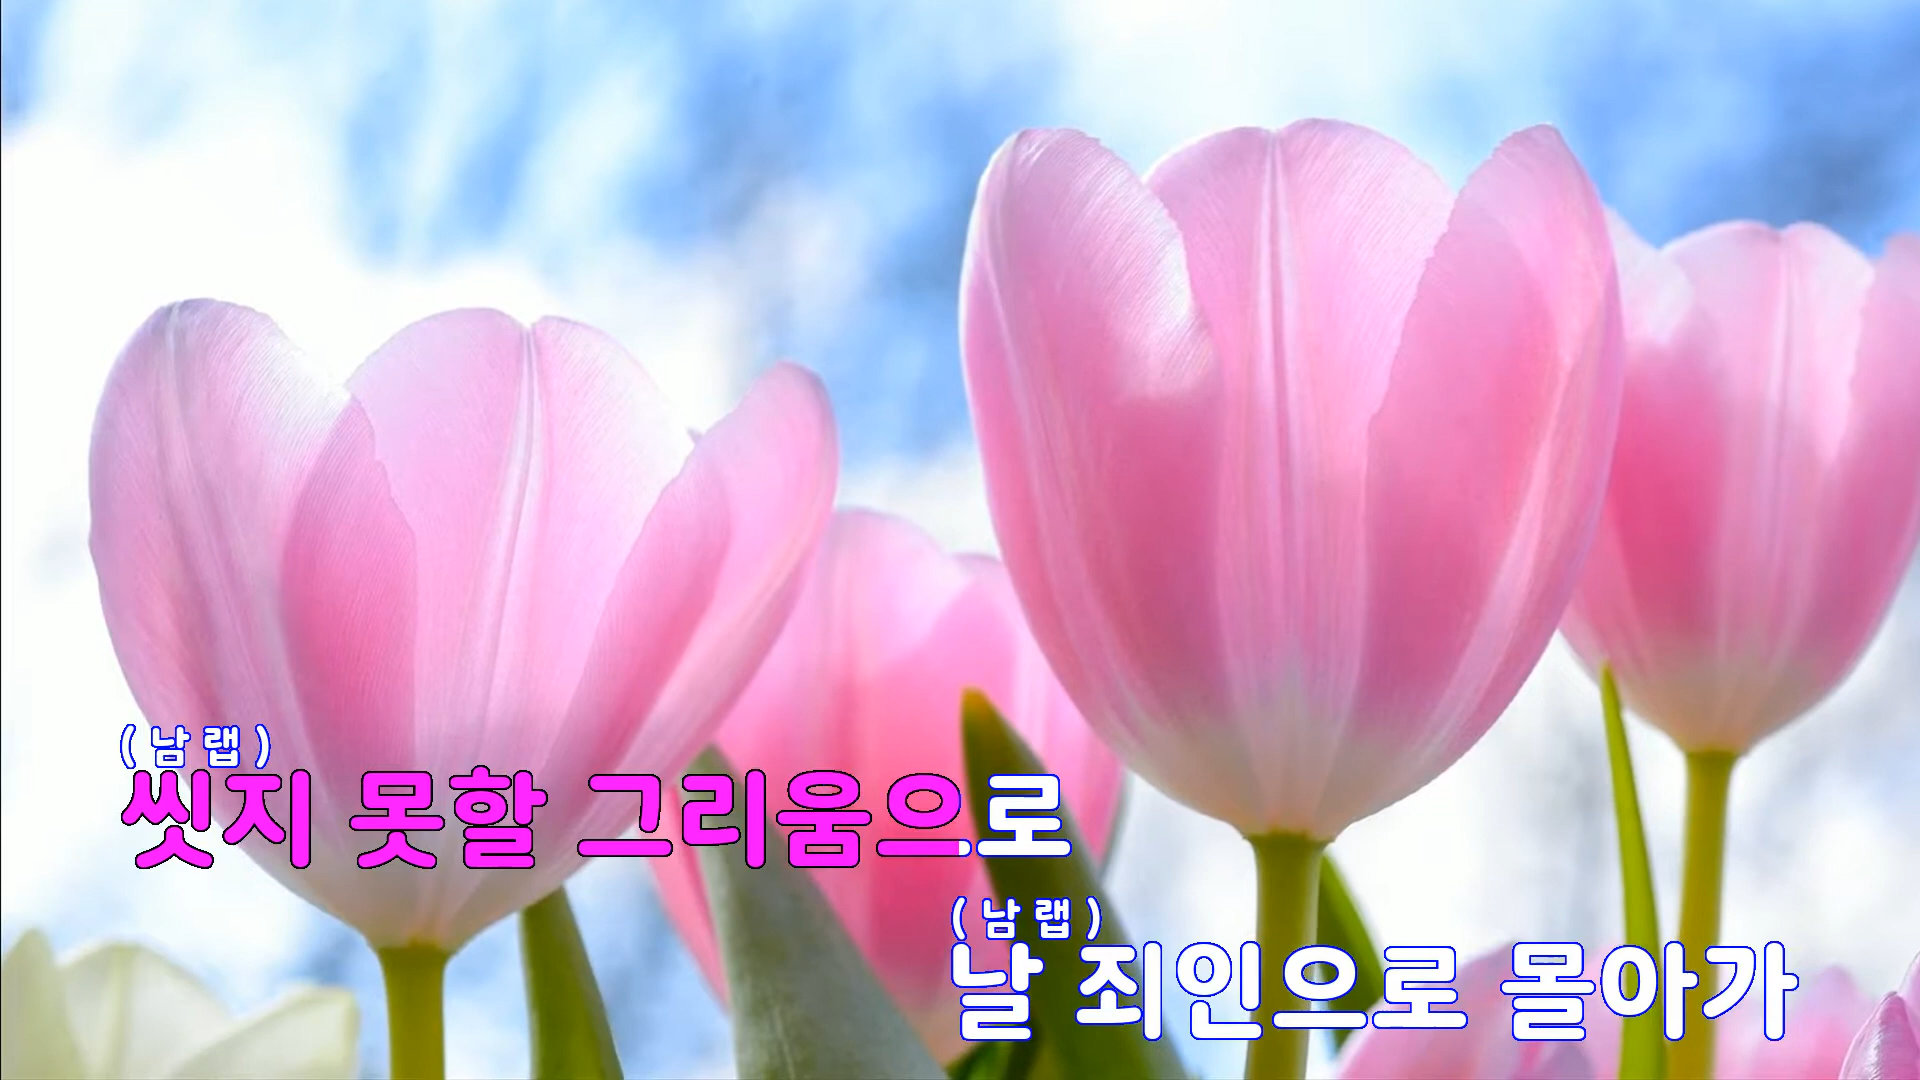 (남랩)
씻지 못할 그리움으로
(남랩)
날 죄인으로 몰아가